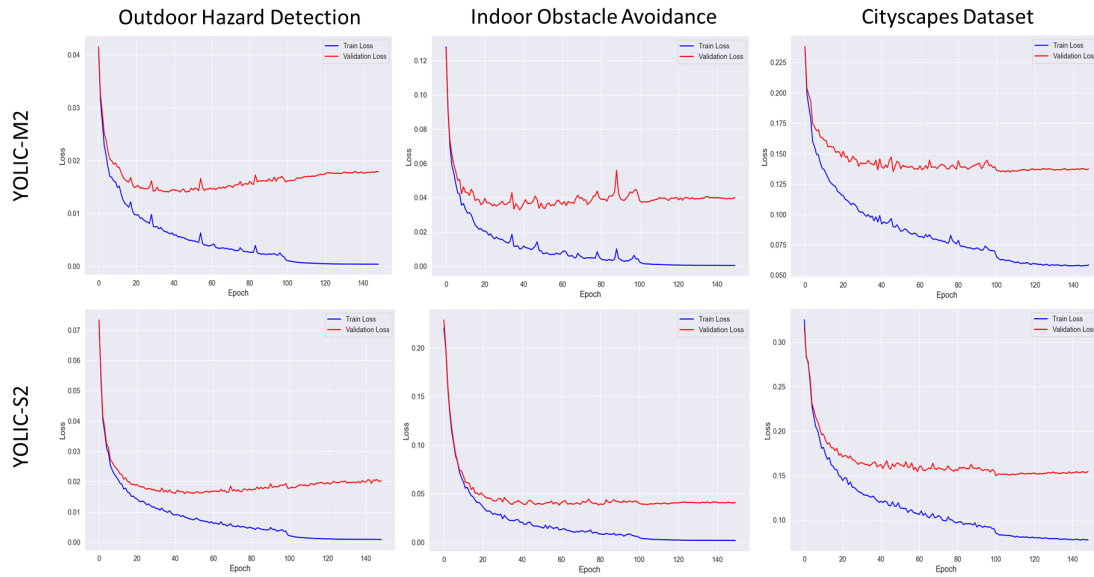 Outdoor Hazard Detection
Indoor Obstacle Avoidance
Cityscapes Dataset
YOLIC-M2
Loss
0.04
0.03
0.02
0.01
0.00
0 20 40 60 80 100 120 140
Epoch
Train Loss
Validation Loss
Loss
0.12
0.10
0.08
0.06
0.04
0.02
0.00
0 20 40 60 80 100 120 140
Epoch
Train Loss
Validation Loss
Loss
0.225
0.200
0.175
0.150
0.125
0.100
0.075
0.050
0 20 40 60 80 100 120 140
Epoch
Train Loss
Validation Loss
YOLIC-S2
Loss
0.07
0.06
0.05
0.04
0.03
0.02
0.01
0.00
0 20 40 60 80 100 120 140
Epoch
Train Loss
Validation Loss
Loss
0.20
0.15
0.10
0.05
0.00
0 20 40 60 80 100 120 140
Epoch
Train Loss
Validation Loss
Loss
0.30
0.25
0.20
0.15
0.10
0 20 40 60 80 100 120 140
Epoch
Train Loss
Validation Loss